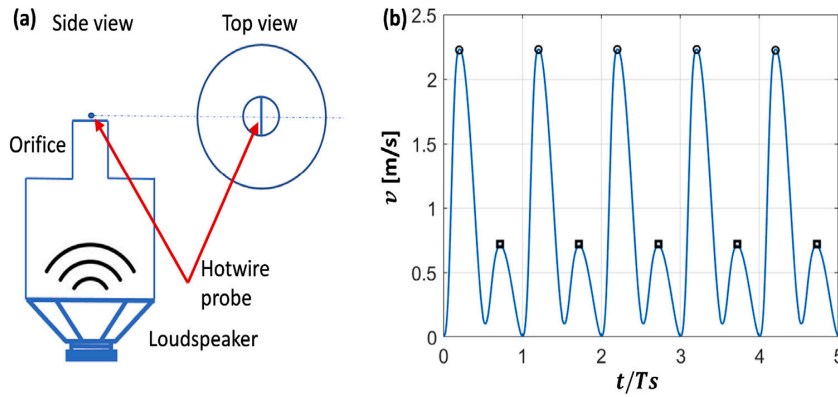 (a)
Side view
Top view
Orifice
Hotwire
probe
Loudspeaker
(b)
2.5
2
1.5
1
0.5
0
v [m/s]
0
1
2
3
4
5
t/Ts